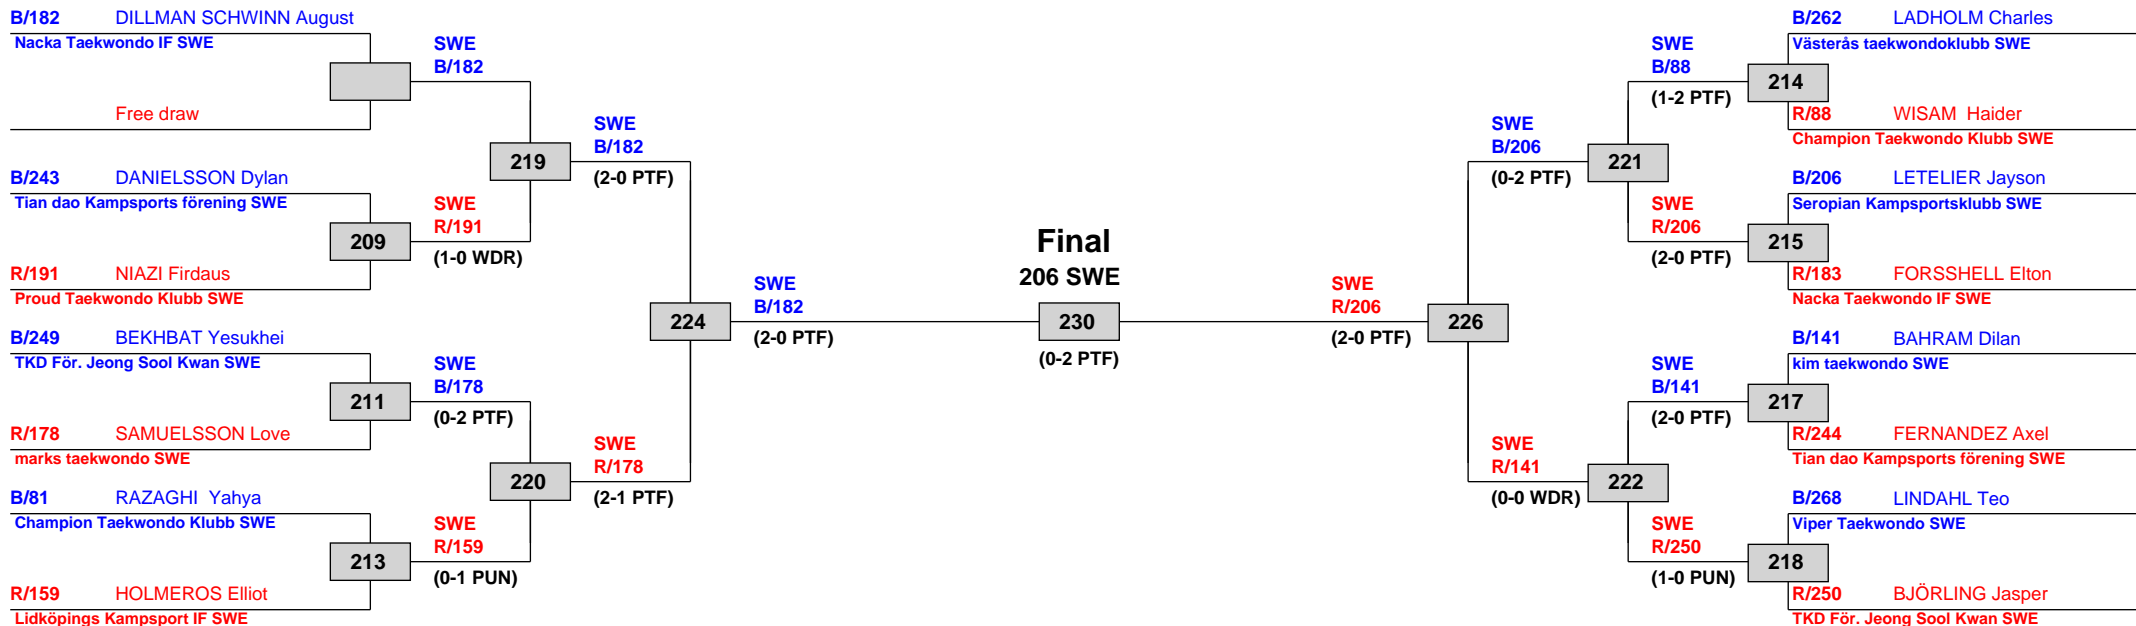 B/182 DILLMAN SCHWINN August
Nacka Taekwondo IF SWE
Free draw
SWE
B/182
B/243 DANIELSSON Dylan
Tian dao Kampsports förening SWE
209
R/191 NIAZI Firdaus
Proud Taekwondo Klubb SWE
SWE
R/191
(1-0 WDR)
219
SWE
B/182
(2-0 PTF)
B/249 BEKHBAT Yesukhei
TKD För. Jeong Sool Kwan SWE
211
R/178 SAMUELSSON Love
marks taekwondo SWE
SWE
B/178
(0-2 PTF)
B/81 RAZAGHI Yahya
Champion Taekwondo Klubb SWE
213
R/159 HOLMEROS Elliot
Lidköpings Kampsport IF SWE
SWE
R/159
(0-1 PUN)
220
SWE
R/178
(2-1 PTF)
224
SWE
B/182
(2-0 PTF)
Final
206 SWE
230
(0-2 PTF)
SWE
R/206
(2-0 PTF)
226
SWE
B/206
(0-2 PTF)
221
SWE
B/88
(1-2 PTF)
214
B/262 LADHOLM Charles
Västerås taekwondoklubb SWE
R/88 WISAM Haider
Champion Taekwondo Klubb SWE
SWE
R/206
(2-0 PTF)
215
B/206 LETELIER Jayson
Seropian Kampsportsklubb SWE
R/183 FORSSHELL Elton
Nacka Taekwondo IF SWE
SWE
R/141
(0-0 WDR)
222
SWE
B/141
(2-0 PTF)
217
B/141 BAHRAM Dilan
kim taekwondo SWE
R/244 FERNANDEZ Axel
Tian dao Kampsports förening SWE
SWE
R/250
(1-0 PUN)
218
B/268 LINDAHL Teo
Viper Taekwondo SWE
R/250 BJÖRLING Jasper
TKD För. Jeong Sool Kwan SWE